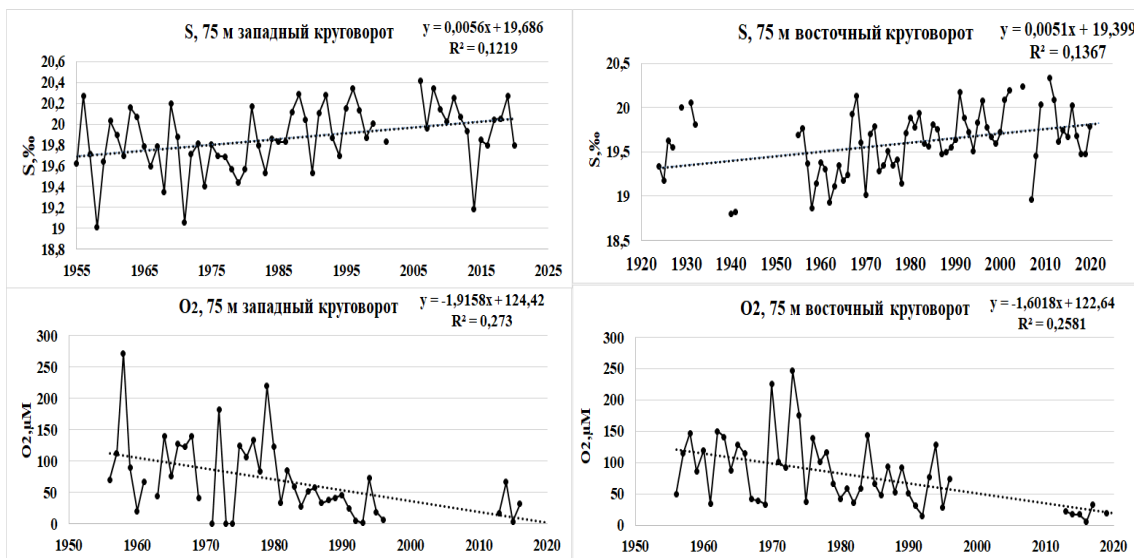 S, 75 м западный круговорот
y = 0,0056x + 19,686
R² = 0,1219
S,‰
20,6
20,4
20,2
20
19,8
19,6
19,4
19,2
19
18,8
1955 1965 1975 1985 1995 2005 2015 2025
S, 75 м восточный круговорот
y = 0,0051x + 19,399
R² = 0,1367
S,‰
20,5
20
19,5
19
18,5
1920 1930 1940 1950 1960 1970 1980 1990 2000 2010 2020
O2, 75 м западный круговорот
y = -1,9158x + 124,42
R² = 0,273
O2,µM
300
250
200
150
100
50
0
1950 1960 1970 1980 1990 2000 2010 2020
O2, 75 м восточный круговорот
y = -1,6018x + 122,64
R² = 0,2581
O2,µM
300
250
200
150
100
50
0
1950 1960 1970 1980 1990 2000 2010 2020